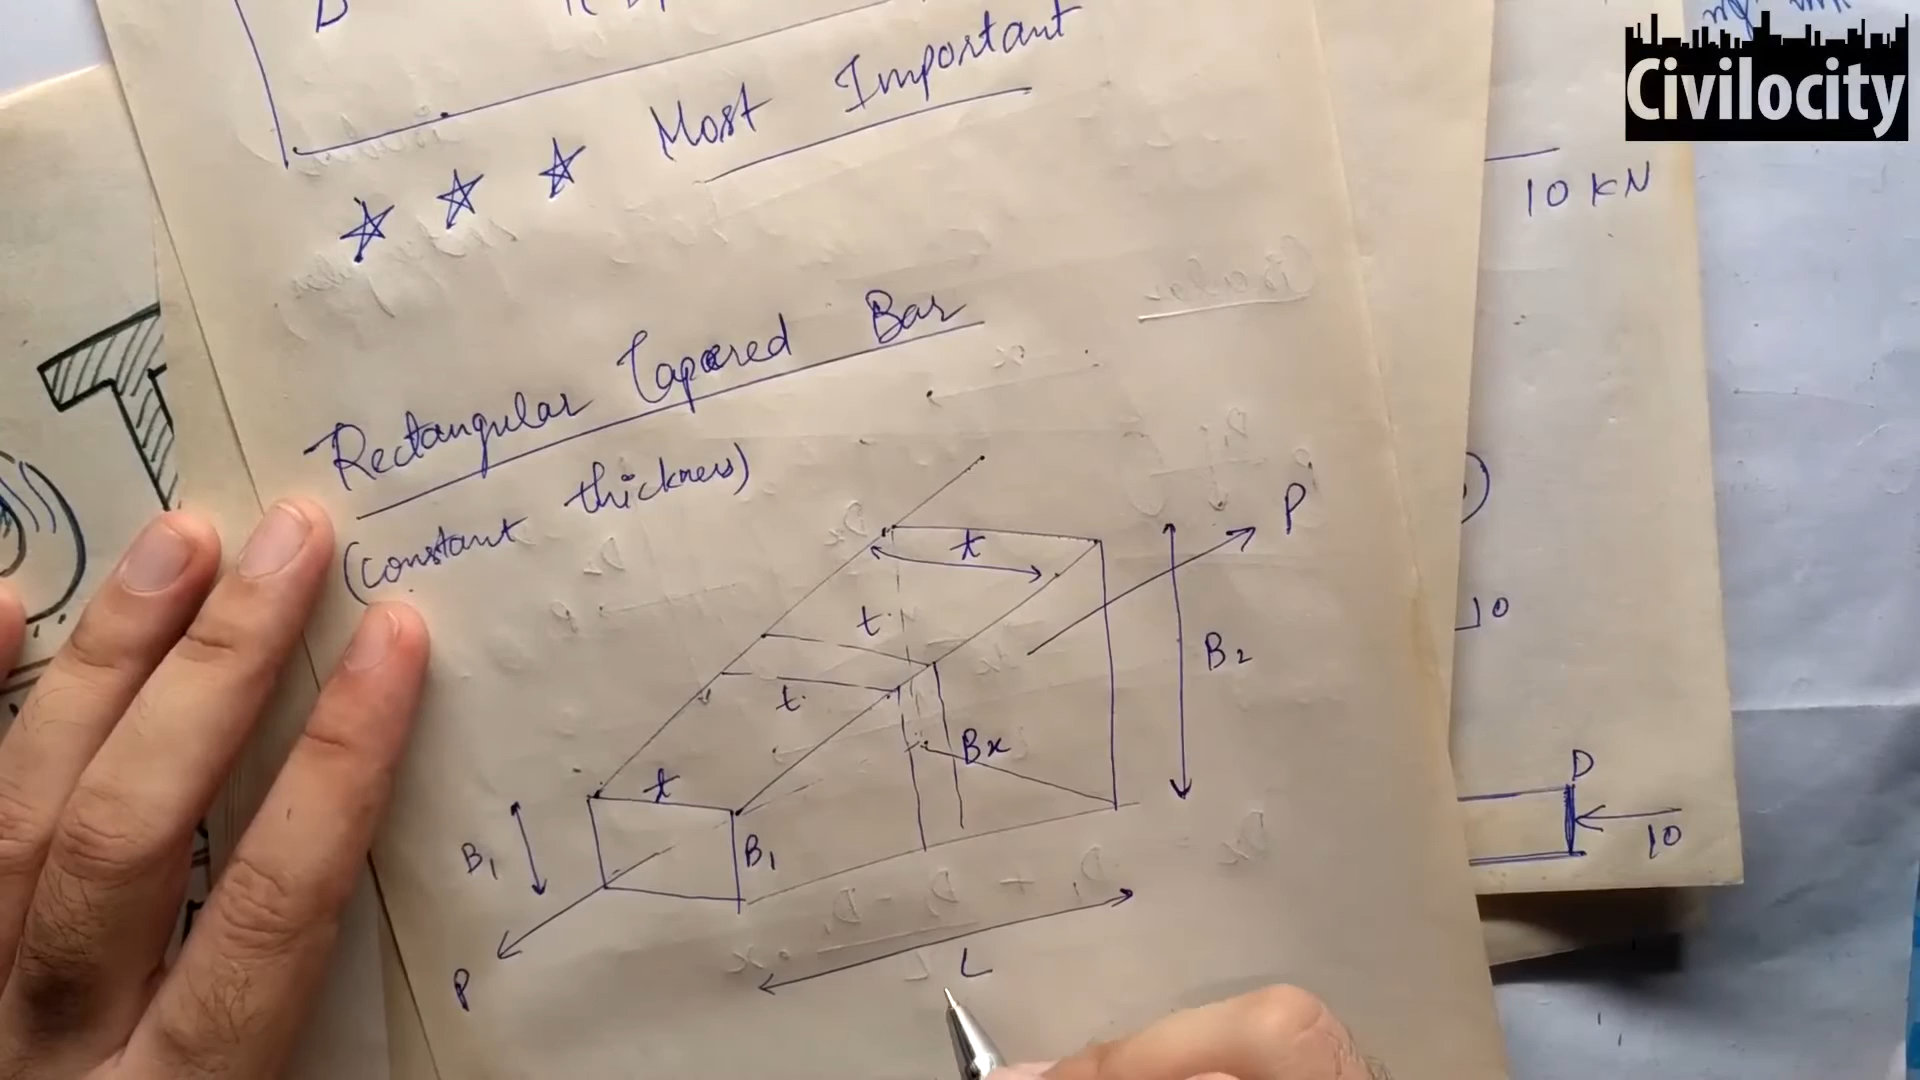 Most Important
Civilocity
10 KN
Rectangular Tapered Bar
(constant thickness)
P
t
t
B2
10
t
Bx
D
t
B1
B1
10
L
P